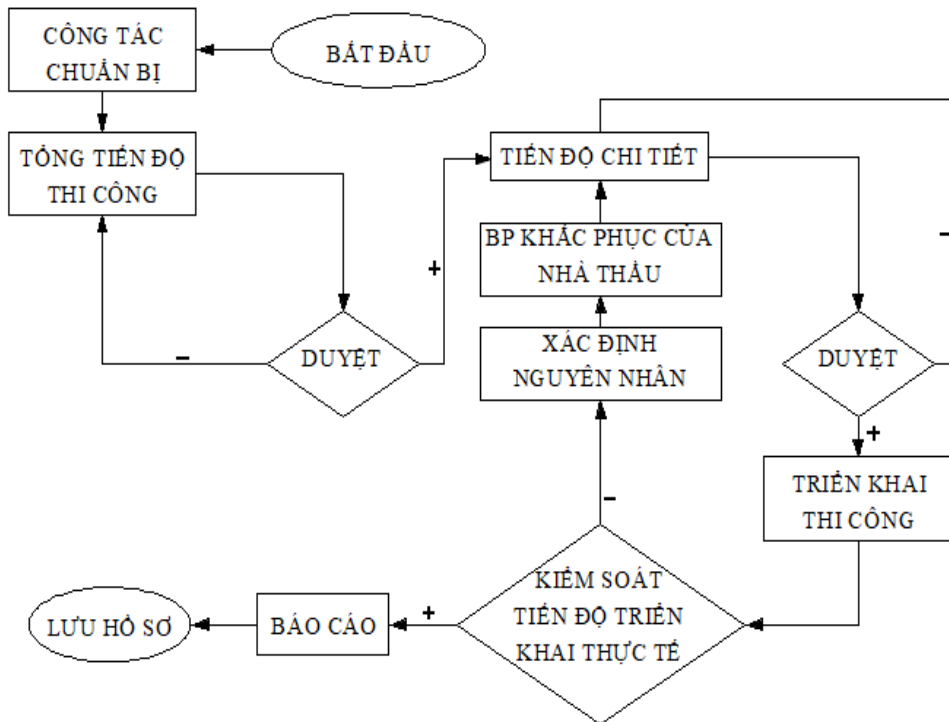 CÔNG TÁC
CHUẨN BỊ
BẮT ĐẦU
TỔNG TIẾN ĐỘ
THI CÔNG
TIẾN ĐỘ CHI TIẾT
BP KHẮC PHỤC CỦA
NHÀ THẦU
+
–
–
DUYỆT
XÁC ĐỊNH
NGUYÊN NHÂN
DUYỆT
+
TRIỂN KHAI
THI CÔNG
–
KIỂM SOÁT
TIẾN ĐỘ TRIỂN
KHAI THỰC TẾ
+
BÁO CÁO
LƯU HỒ SƠ